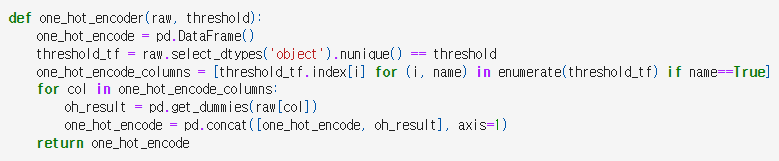 def one_hot_encoder(raw, threshold):
    one_hot_encode = pd.DataFrame()
    threshold_tf = raw.select_dtypes('object').nunique() == threshold
    one_hot_encode_columns = [threshold_tf.index[i] for (i, name) in enumerate(threshold_tf) if name==True]
    for col in one_hot_encode_columns:
        oh_result = pd.get_dummies(raw[col])
        one_hot_encode = pd.concat([one_hot_encode, oh_result], axis=1)
    return one_hot_encode